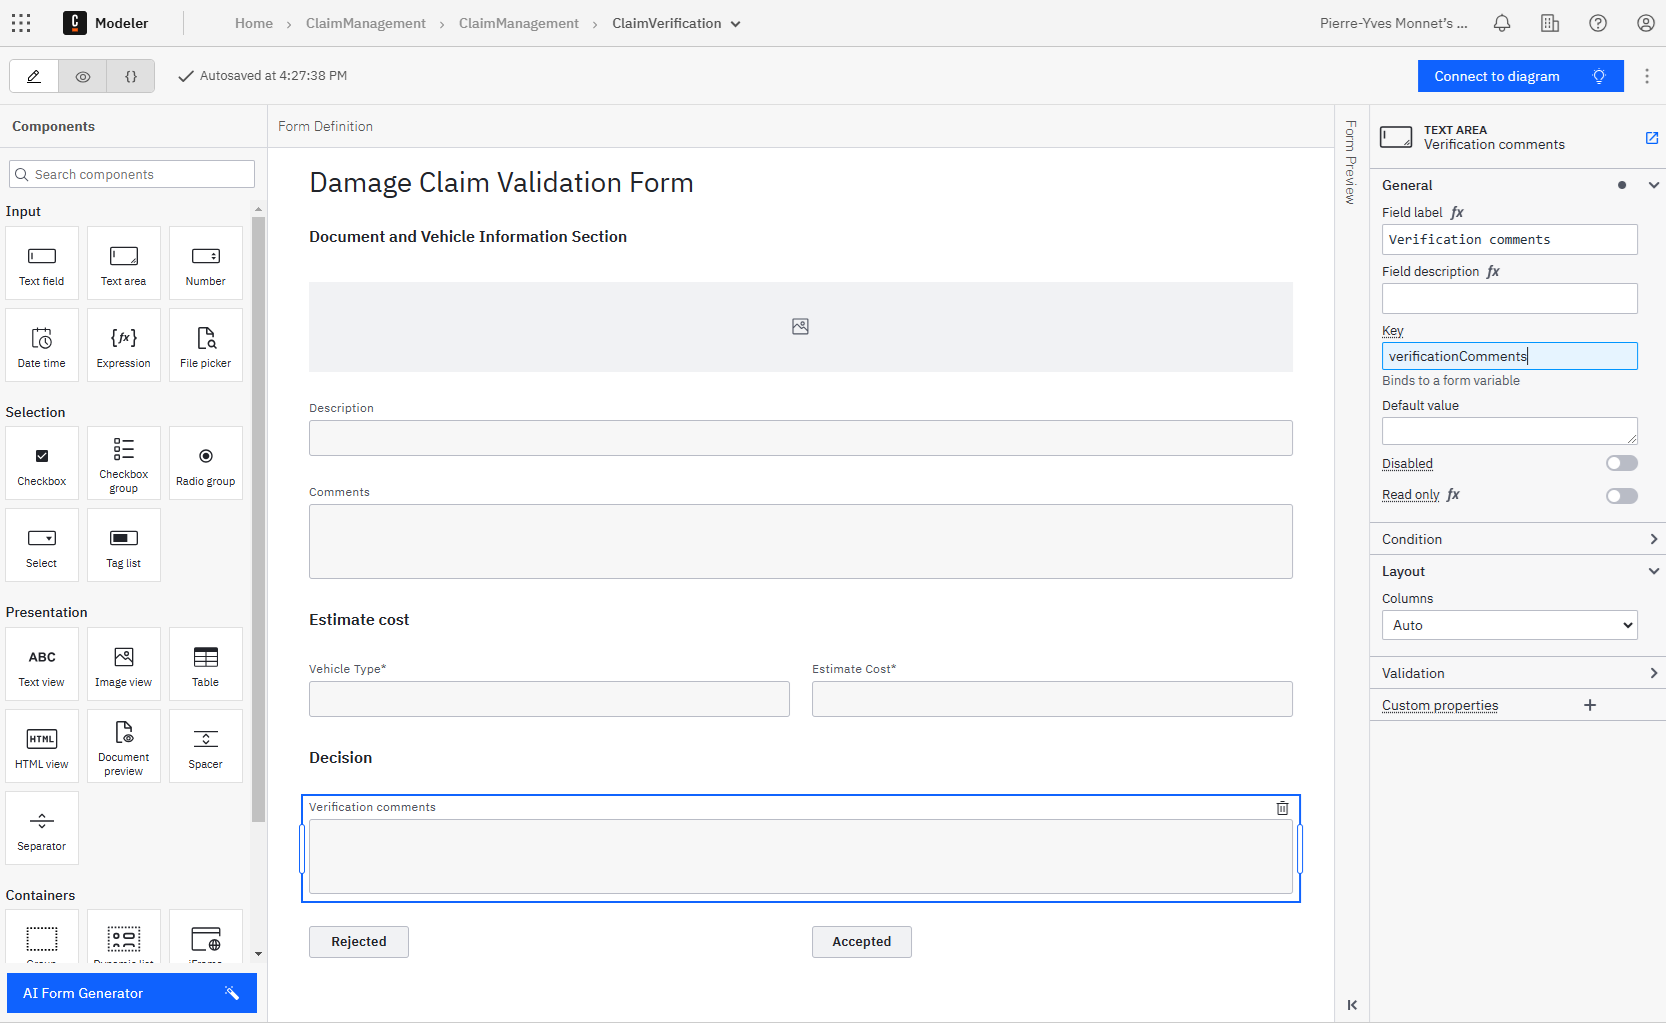 Modeler
Home › ClaimManagement › ClaimManagement › ClaimVerification
Pierre-Yves Monnet's ...
{}
Autosaved at 4:27:38 PM
Connect to diagram
Components
Search components
Input
Text field
Text area
Number
Date time
{fx}
Expression
File picker
Selection
Checkbox
Checkbox
group
Radio group
Select
Tag list
Presentation
ABC
Text view
Image view
Table
HTML
HTML view
Document
preview
Spacer
Separator
Containers
Group
Dynamic list
iFrame
AI Form Generator
Form Definition
Damage Claim Validation Form
Document and Vehicle Information Section
Description
Comments
Estimate cost
Vehicle Type*
Estimate Cost*
Decision
Verification comments
Rejected
Accepted
Form Preview
TEXT AREA
Verification comments
General
Field label fx
Verification comments
Field description fx
Key
verificationComments
Binds to a form variable
Default value
Disabled
Read only fx
Condition
Layout
Columns
Auto
Validation
Custom properties